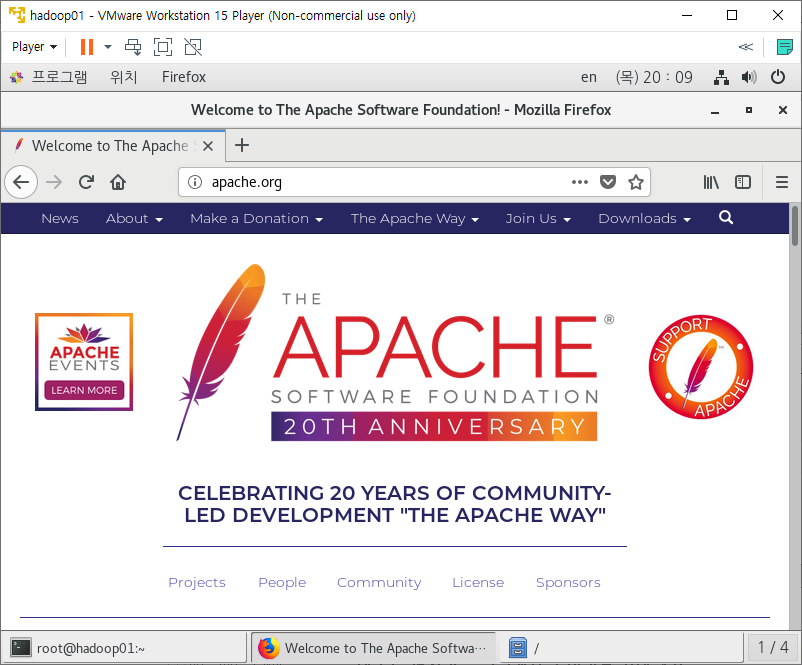 hadoop01 - VMware Workstation 15 Player (Non-commercial use only)
Player
프로그램 위치 Firefox en (목) 20 : 09
Welcome to The Apache Software Foundation! - Mozilla Firefox
Welcome to The Apache S
apache.org
News About Make a Donation The Apache Way Join Us Downloads
APACHE
EVENTS
LEARN MORE
THE
APACHE®
SOFTWARE FOUNDATION
20TH ANNIVERSARY
SUPPORT
APACHE
™
CELEBRATING 20 YEARS OF COMMUNITY-
LED DEVELOPMENT "THE APACHE WAY"
Projects People Community License Sponsors
root@hadoop01:~ Welcome to The Apache Softwa… / 1 / 4